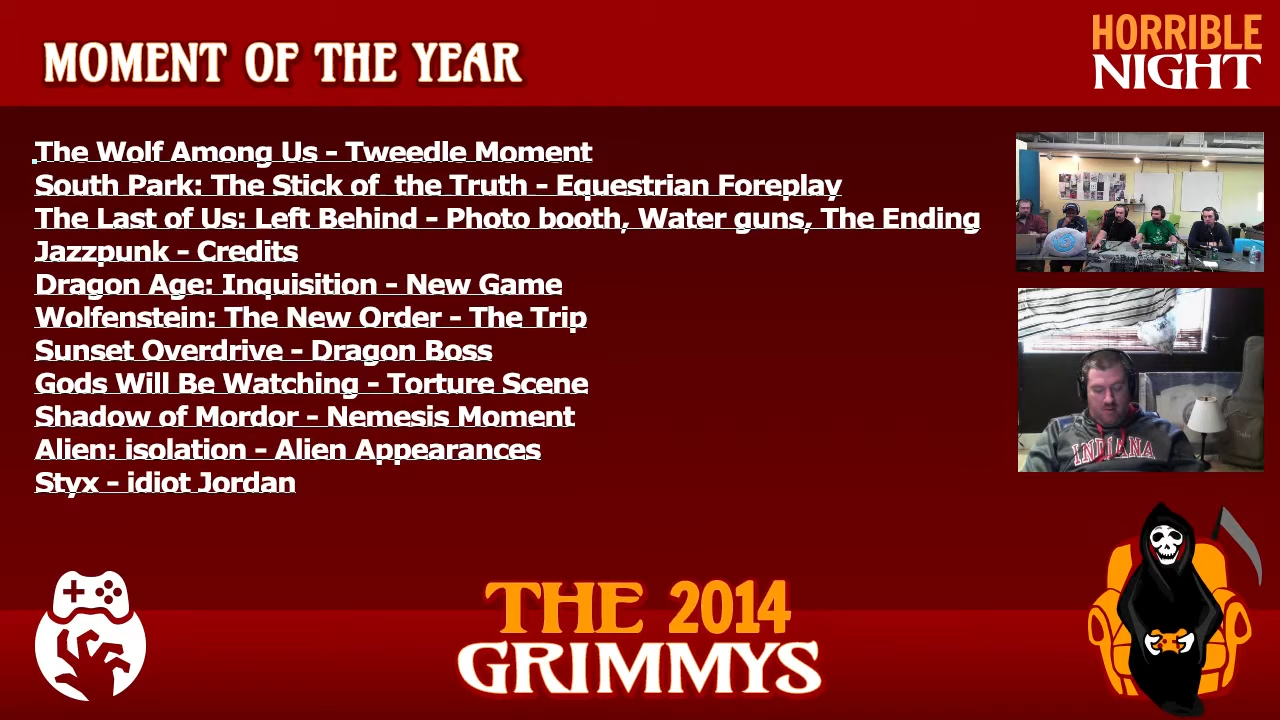 MOMENT OF THE YEAR
HORRIBLE
NIGHT
The Wolf Among Us - Tweedle Moment
South Park: The Stick of  the Truth - Equestrian Foreplay
The Last of Us: Left Behind - Photo booth, Water guns, The Ending
Jazzpunk - Credits
Dragon Age: Inquisition - New Game
Wolfenstein: The New Order - The Trip
Sunset Overdrive - Dragon Boss
Gods Will Be Watching - Torture Scene
Shadow of Mordor - Nemesis Moment
Alien: isolation - Alien Appearances
Styx - idiot Jordan
INDIANA
THE 2014
GRIMMYS